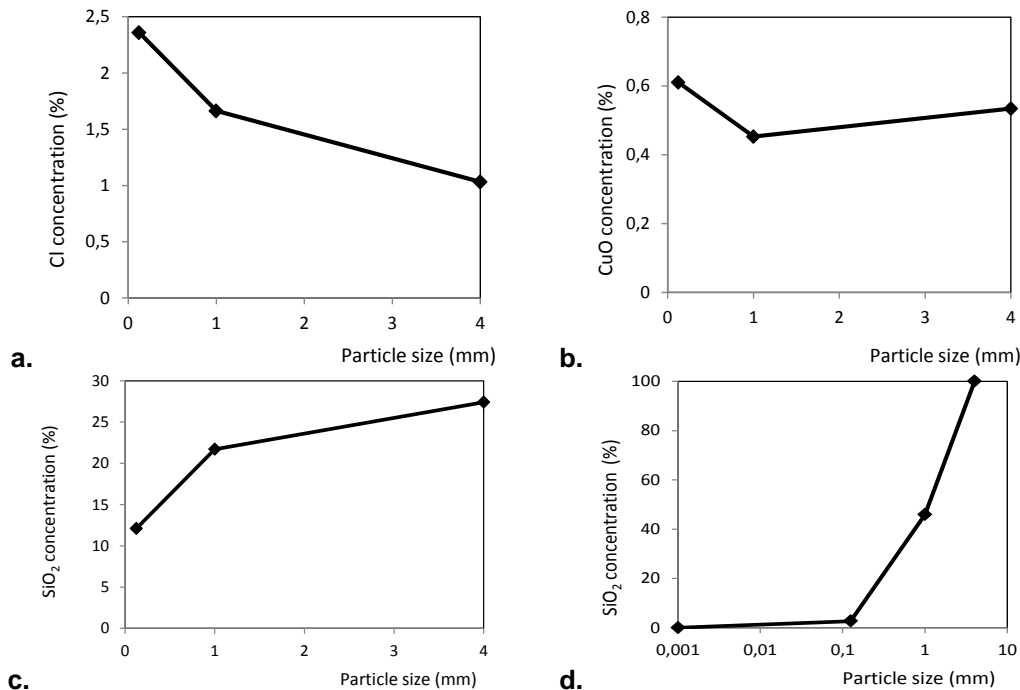 2,5
2
1,5
1
0,5
0
Cl concentration (%)
0 1 2 3 4
Particle size (mm)
a.
0,8
0,6
0,4
0,2
0
CuO concentration (%)
0 1 2 3 4
Particle size (mm)
b.
30
25
20
15
10
5
0
SiO₂ concentration (%)
0 1 2 3 4
Particle size (mm)
c.
100
80
60
40
20
0
SiO₂ concentration (%)
0,001 0,01 0,1 1 10
Particle size (mm)
d.